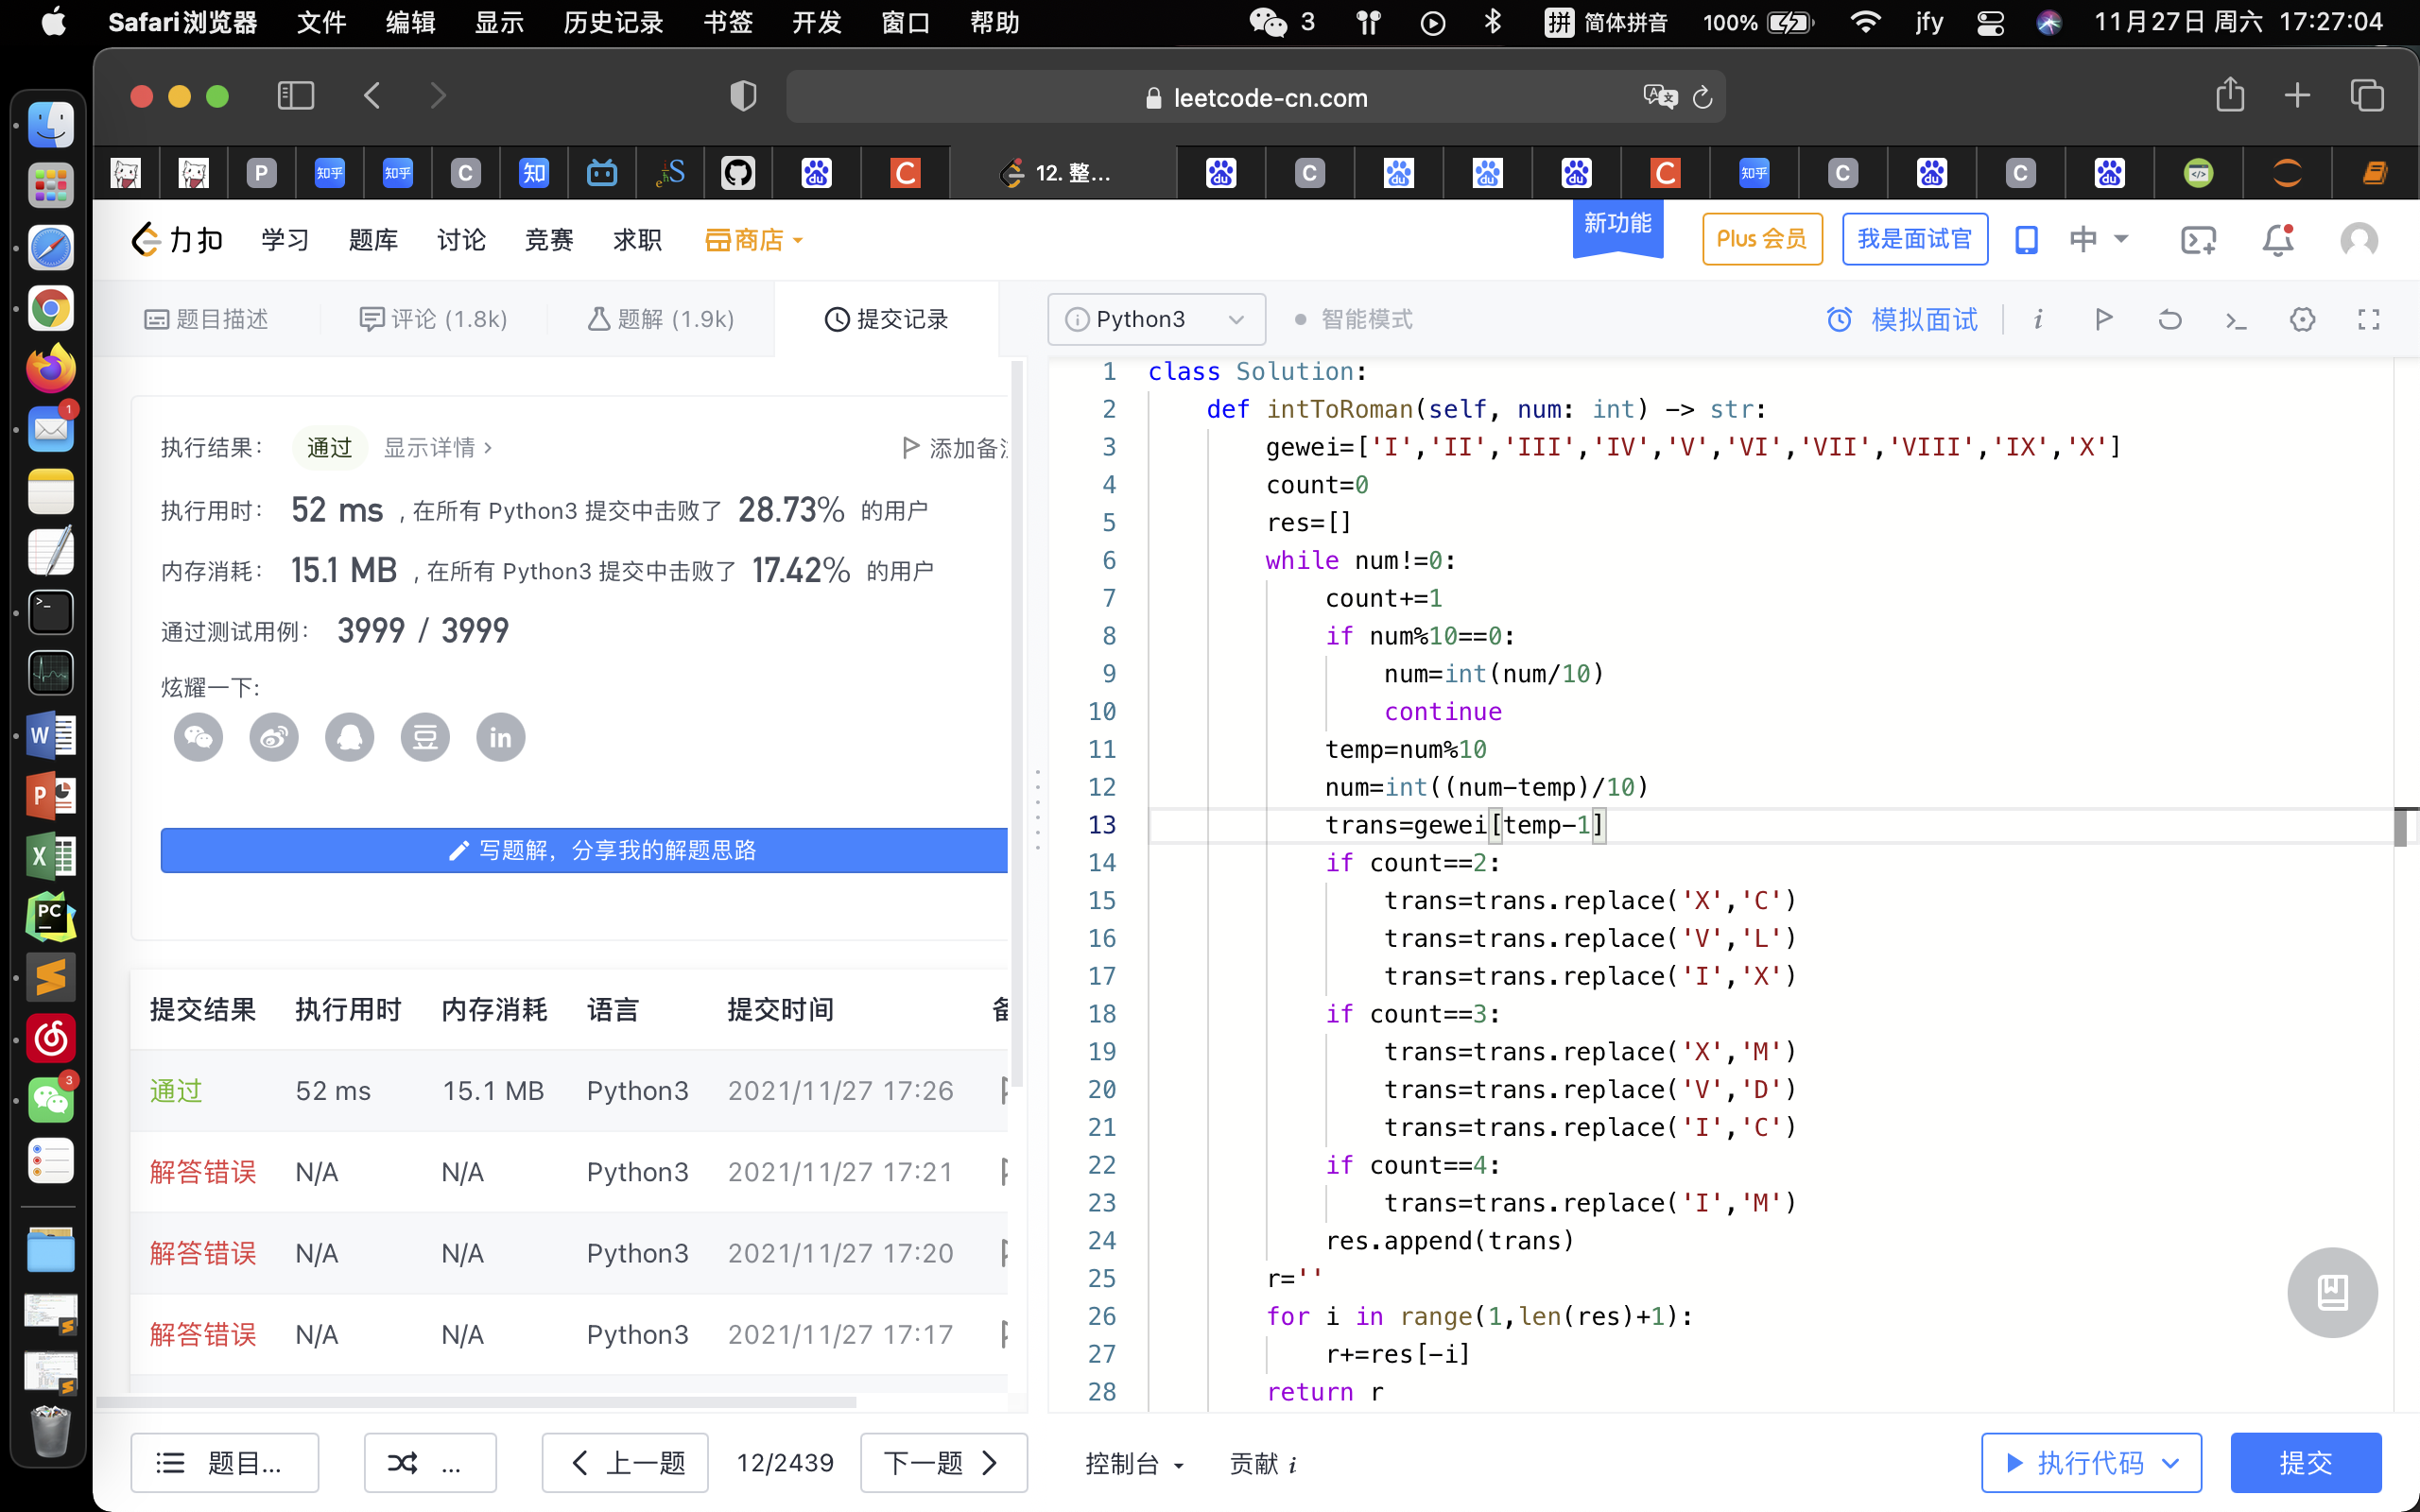 Safari浏览器 文件 编辑 显示 历史记录 书签 开发 窗口 帮助 3 拼 简体拼音 100% jfy 11月27日 周六 17:27:04
leetcode-cn.com
P 知乎 知乎 C 知 C 12. 整... C C 知乎 C C
力扣 学习 题库 讨论 竞赛 求职 商店 新功能 Plus 会员 我是面试官 中
题目描述 评论 (1.8k) 题解 (1.9k) 提交记录
Python3 智能模式 模拟面试
执行结果： 通过 显示详情 添加备
执行用时： 52 ms , 在所有 Python3 提交中击败了 28.73% 的用户
内存消耗： 15.1 MB , 在所有 Python3 提交中击败了 17.42% 的用户
通过测试用例： 3999 / 3999
炫耀一下:
写题解，分享我的解题思路
提交结果 执行用时 内存消耗 语言 提交时间
通过 52 ms 15.1 MB Python3 2021/11/27 17:26
解答错误 N/A N/A Python3 2021/11/27 17:21
解答错误 N/A N/A Python3 2021/11/27 17:20
解答错误 N/A N/A Python3 2021/11/27 17:17
1 class Solution:
2 def intToRoman(self, num: int) -> str:
3 gewei=['I','II','III','IV','V','VI','VII','VIII','IX','X']
4 count=0
5 res=[]
6 while num!=0:
7 count+=1
8 if num%10==0:
9 num=int(num/10)
10 continue
11 temp=num%10
12 num=int((num-temp)/10)
13 trans=gewei[temp-1]
14 if count==2:
15 trans=trans.replace('X','C')
16 trans=trans.replace('V','L')
17 trans=trans.replace('I','X')
18 if count==3:
19 trans=trans.replace('X','M')
20 trans=trans.replace('V','D')
21 trans=trans.replace('I','C')
22 if count==4:
23 trans=trans.replace('I','M')
24 res.append(trans)
25 r=''
26 for i in range(1,len(res)+1):
27 r+=res[-i]
28 return r
题目... ... 上一题 12/2439 下一题 控制台 贡献 i 执行代码 提交